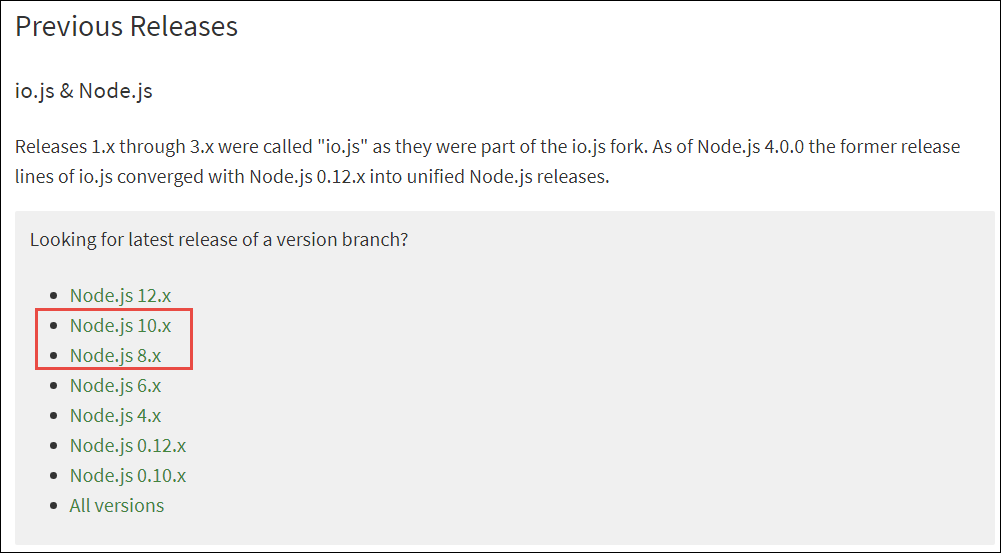 Previous Releases
io.js & Node.js
Releases 1.x through 3.x were called "io.js" as they were part of the io.js fork. As of Node.js 4.0.0 the former release
lines of io.js converged with Node.js 0.12.x into unified Node.js releases.
Looking for latest release of a version branch?
Node.js 12.x
Node.js 10.x
Node.js 8.x
Node.js 6.x
Node.js 4.x
Node.js 0.12.x
Node.js 0.10.x
All versions